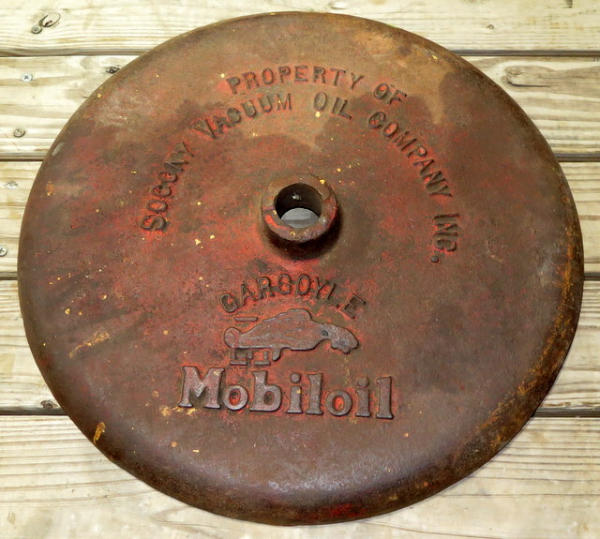 PROPERTY OF
SOCONY VACUUM OIL COMPANY INC.
GARGOYLE
Mobiloil